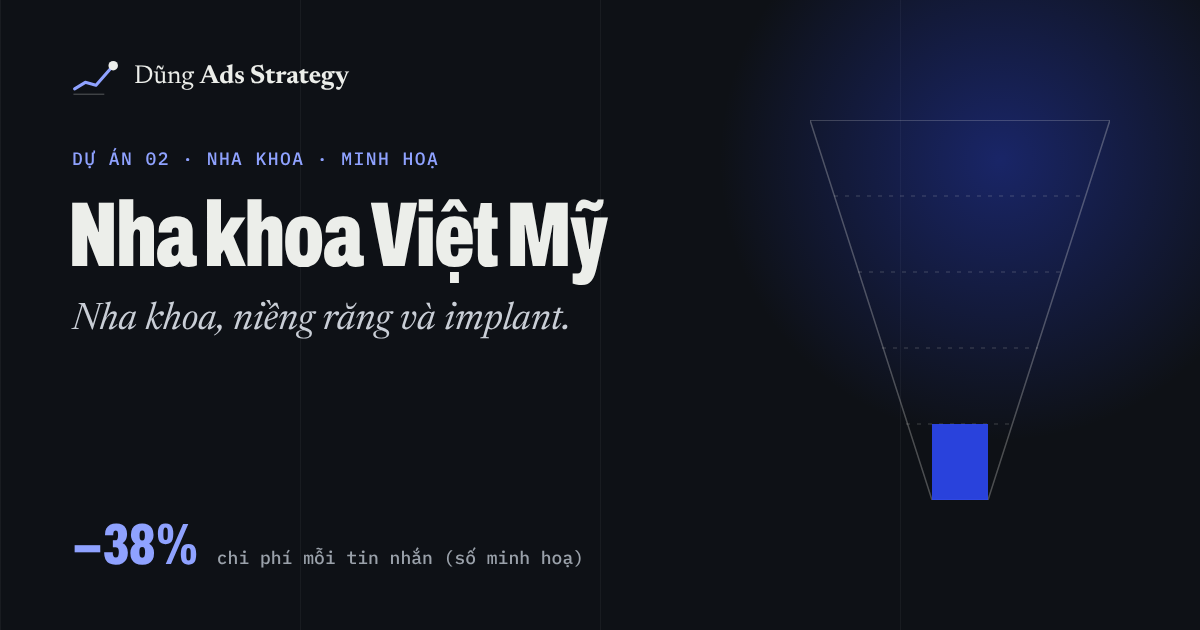 Dũng Ads Strategy
DỰ ÁN 02 · NHA KHOA · MINH HOẠ
Nha khoa Việt Mỹ
Nha khoa, niềng răng và implant.
–38% chi phí mỗi tin nhắn (số minh hoạ)